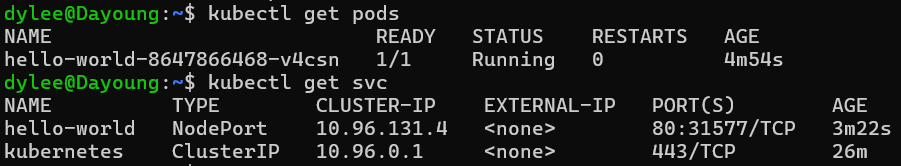 dylee@Dayoung:~$ kubectl get pods
NAME                           READY   STATUS    RESTARTS   AGE
hello-world-8647866468-v4csn   1/1     Running   0          4m54s
dylee@Dayoung:~$ kubectl get svc
NAME          TYPE        CLUSTER-IP    EXTERNAL-IP   PORT(S)        AGE
hello-world   NodePort    10.96.131.4   <none>        80:31577/TCP   3m22s
kubernetes    ClusterIP   10.96.0.1     <none>        443/TCP        26m